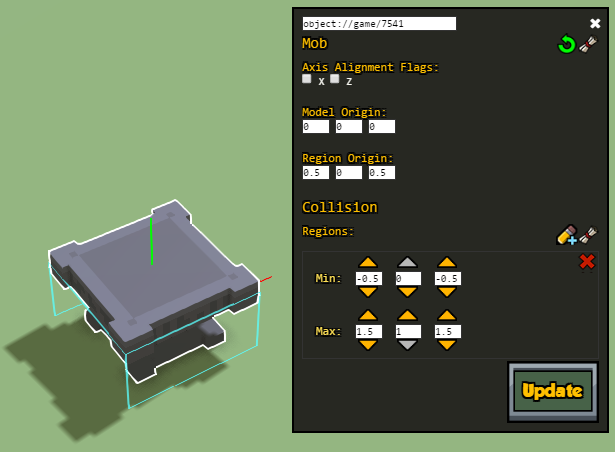 object://game/7541
Mob
Axis Alignment Flags:
X Z
Model Origin:
0 0 0
Region Origin:
0.5 0 0.5
Collision
Regions:
Min: -0.5 0 -0.5
Max: 1.5 1 1.5
Update